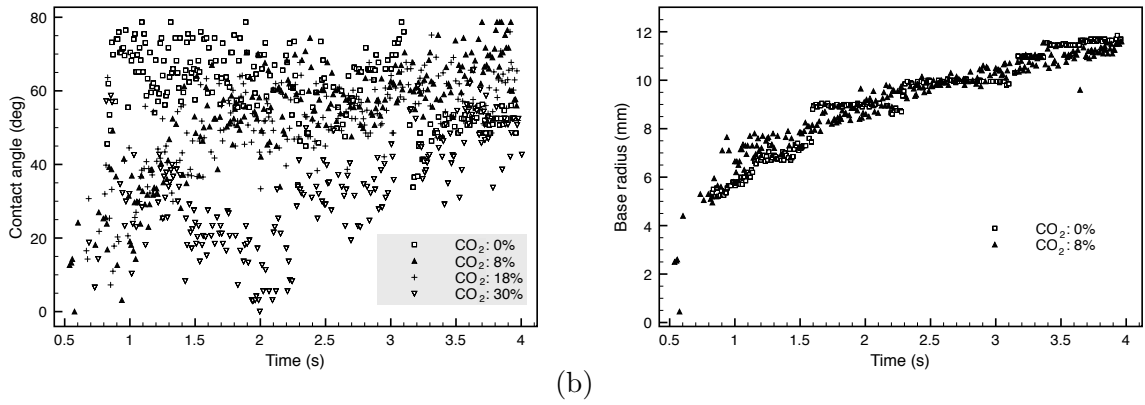 80
60
40
20
0
Contact angle (deg)
CO2: 0%
CO2: 8%
CO2: 18%
CO2: 30%
0.5 1 1.5 2 2.5 3 3.5 4
Time (s)
12
10
8
6
4
2
0
Base radius (mm)
CO2: 0%
CO2: 8%
0.5 1 1.5 2 2.5 3 3.5 4
Time (s)
(b)